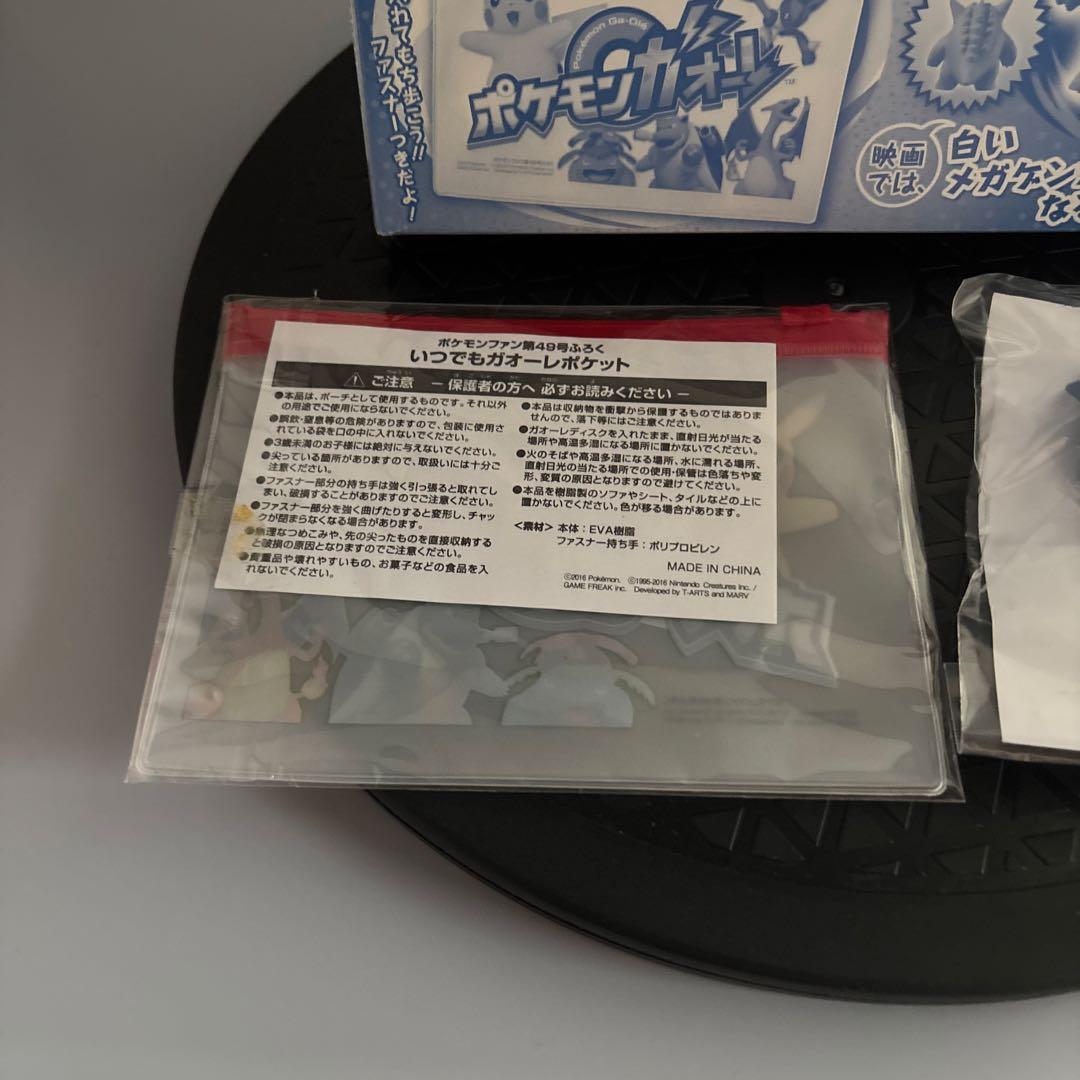 れてもち歩こう!!
ファスナーつきだよ!
Pokémon Ga-Olé
ポケモンガオーレ
TM
映画
では、
白い
メガゲン
な
ポケモンファン第49号ふろく
いつでもガオーレポケット
ご注意 ー保護者の方へ 必ずお読みくださいー
●本品は、ポーチとして使用するものです。それ以外
の用途でご使用にならないでください。
●誤飲・窒息等の危険がありますので、包装に使用さ
れている袋を口の中に入れないでください。
●3歳未満のお子様には絶対に与えないでください。
●尖っている箇所がありますので、取扱いには十分ご
注意ください。
●ファスナー部分の持ち手は強く引っ張ると取れてし
まい、破損することがありますのでご注意ください。
●ファスナー部分を強く曲げたりすると変形し、チャッ
クが閉まらなくなる場合があります。
●無理なつめこみや、先の尖ったものを直接収納する
と破損の原因となりますのでご注意ください。
●貴重品や壊れやすいもの、お菓子などの食品を入
れないでください。
●本品は収納物を衝撃から保護するものではありま
せんので、落下等にはご注意ください。
●ガオーレディスクを入れたまま、直射日光が当たる
場所や高温多湿になる場所に置かないでください。
●火のそばや高温多湿になる場所、水に濡れる場所、
直射日光の当たる場所での使用・保管は色落ちや変
形、変質の原因となりますので避けてください。
●本品を樹脂製のソファやシート、タイルなどの上に
置かないでください。色が移る場合があります。
<素材> 本体:EVA樹脂
ファスナー持ち手:ポリプロピレン
MADE IN CHINA
©2016 Pokémon. ©1995-2016 Nintendo Creatures Inc. /
GAME FREAK inc. Developed by T-ARTS and MARV